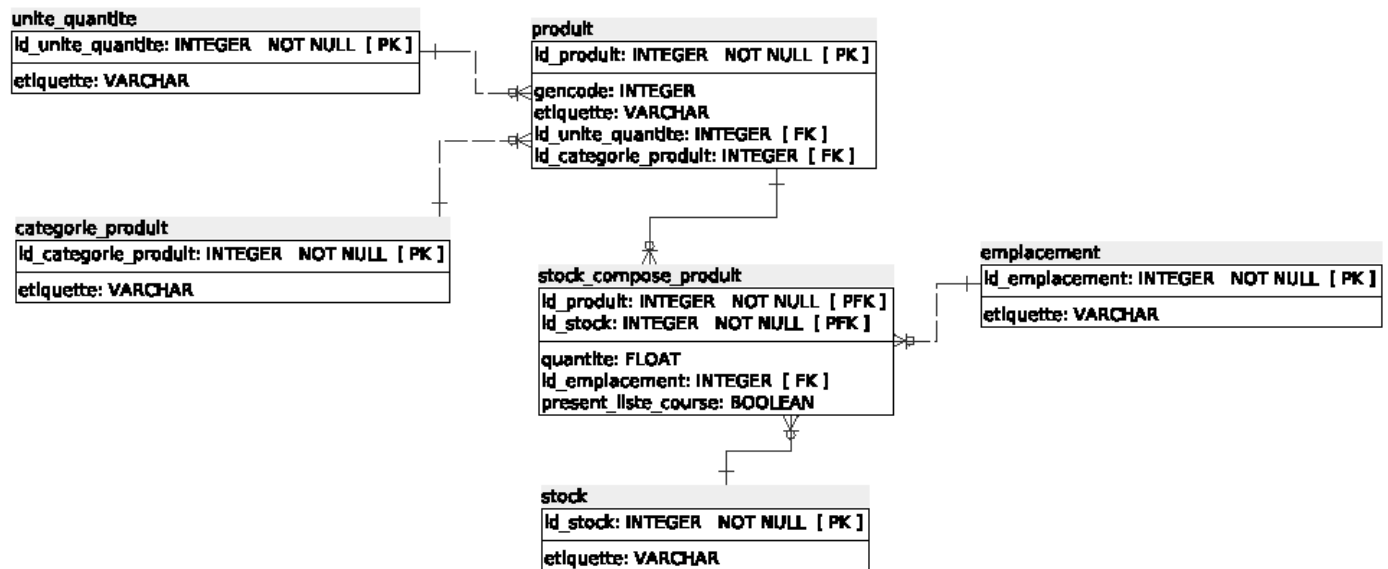 unite_quantite
id_unite_quantite: INTEGER NOT NULL [ PK ]
etiquette: VARCHAR
produit
id_produit: INTEGER NOT NULL [ PK ]
gencode: INTEGER
etiquette: VARCHAR
id_unite_quantite: INTEGER [ FK ]
id_categorie_produit: INTEGER [ FK ]
categorie_produit
id_categorie_produit: INTEGER NOT NULL [ PK ]
etiquette: VARCHAR
stock_compose_produit
id_produit: INTEGER NOT NULL [ PFK ]
id_stock: INTEGER NOT NULL [ PFK ]
quantite: FLOAT
id_emplacement: INTEGER [ FK ]
present_liste_course: BOOLEAN
emplacement
id_emplacement: INTEGER NOT NULL [ PK ]
etiquette: VARCHAR
stock
id_stock: INTEGER NOT NULL [ PK ]
etiquette: VARCHAR